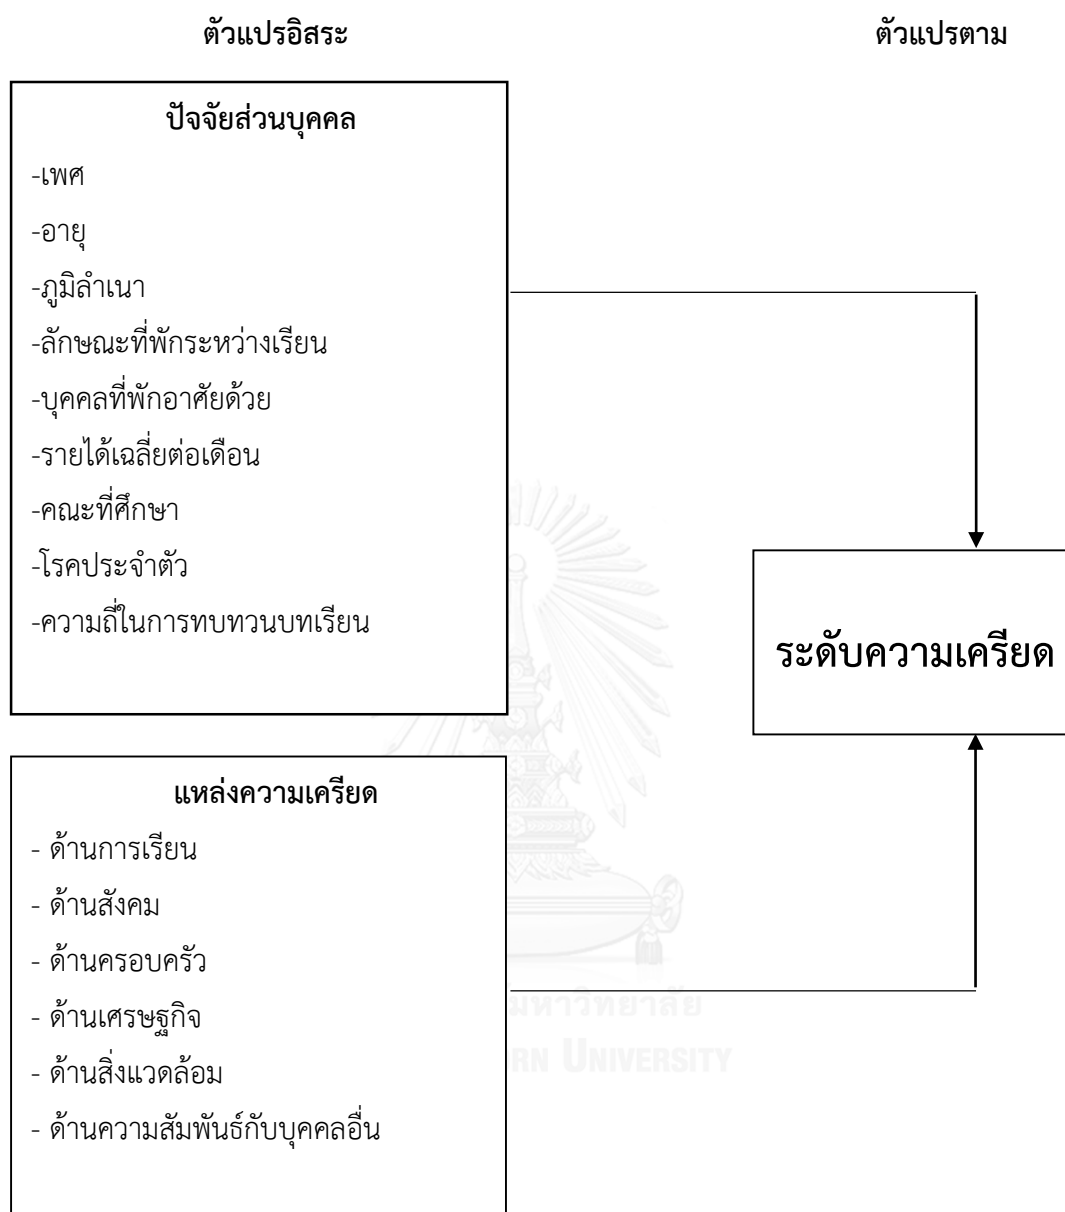 ตัวแปรอิสระ
ตัวแปรตาม
ปัจจัยส่วนบุคคล
-เพศ
-อายุ
-ภูมิลำเนา
-ลักษณะที่พักระหว่างเรียน
-บุคคลที่พักอาศัยด้วย
-รายได้เฉลี่ยต่อเดือน
-คณะที่ศึกษา
-โรคประจำตัว
-ความถี่ในการทบทวนบทเรียน
ระดับความเครียด
แหล่งความเครียด
- ด้านการเรียน
- ด้านสังคม
- ด้านครอบครัว
- ด้านเศรษฐกิจ
- ด้านสิ่งแวดล้อม
- ด้านความสัมพันธ์กับบุคคลอื่น
มหาวิทยาลัย
RN UNIVERSITY